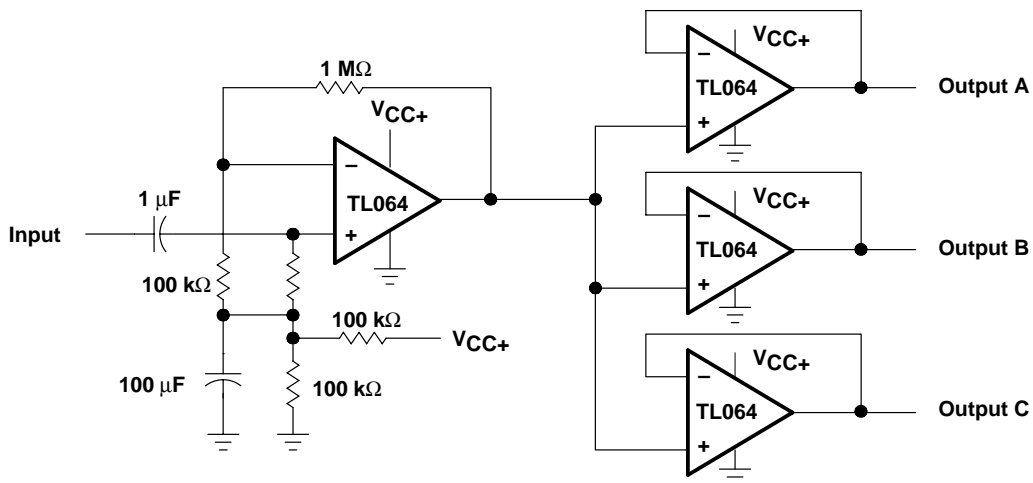 VCC+
TL064
−
+
Output A
1 MΩ
VCC+
TL064
−
+
1 μF
Input
100 kΩ
100 kΩ
VCC+
100 μF
100 kΩ
VCC+
TL064
−
+
Output B
VCC+
TL064
−
+
Output C